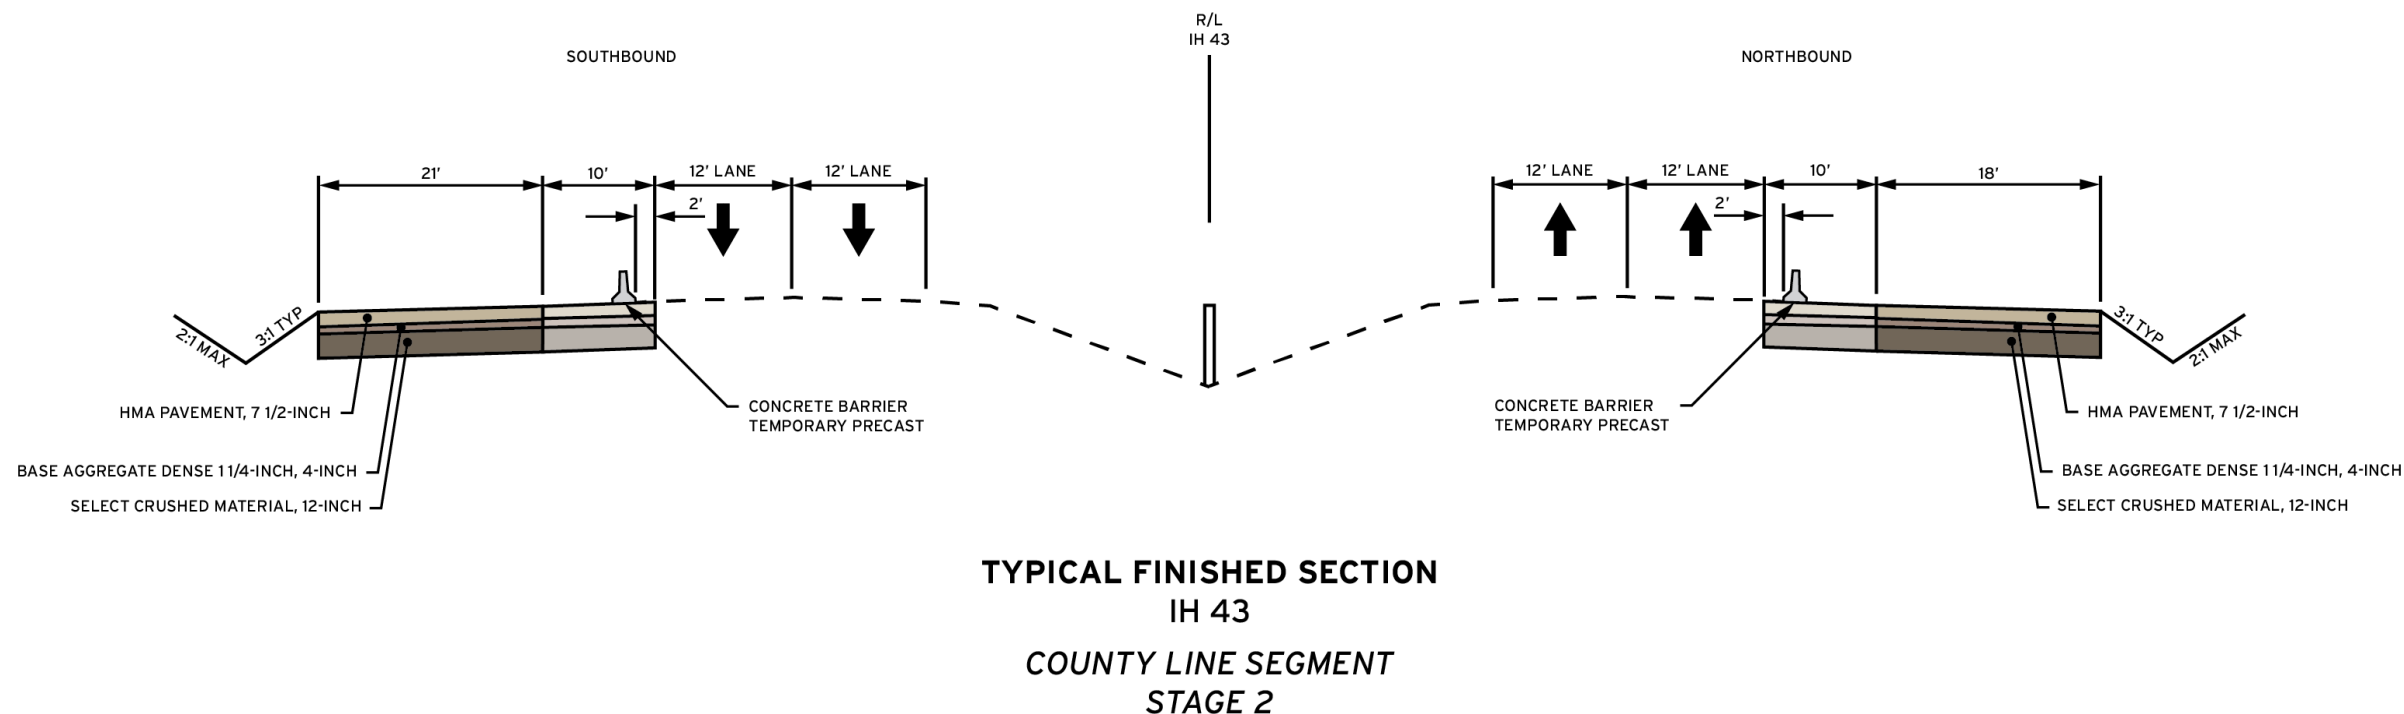 R/L
IH 43
SOUTHBOUND
NORTHBOUND
21'
10'
12' LANE
12' LANE
2'
12' LANE
12' LANE
10'
18'
2'
2:1 MAX
3:1 TYP
3:1 TYP
2:1 MAX
HMA PAVEMENT, 7 1/2-INCH
BASE AGGREGATE DENSE 1 1/4-INCH, 4-INCH
SELECT CRUSHED MATERIAL, 12-INCH
CONCRETE BARRIER
TEMPORARY PRECAST
CONCRETE BARRIER
TEMPORARY PRECAST
HMA PAVEMENT, 7 1/2-INCH
BASE AGGREGATE DENSE 1 1/4-INCH, 4-INCH
SELECT CRUSHED MATERIAL, 12-INCH
TYPICAL FINISHED SECTION
IH 43
COUNTY LINE SEGMENT
STAGE 2